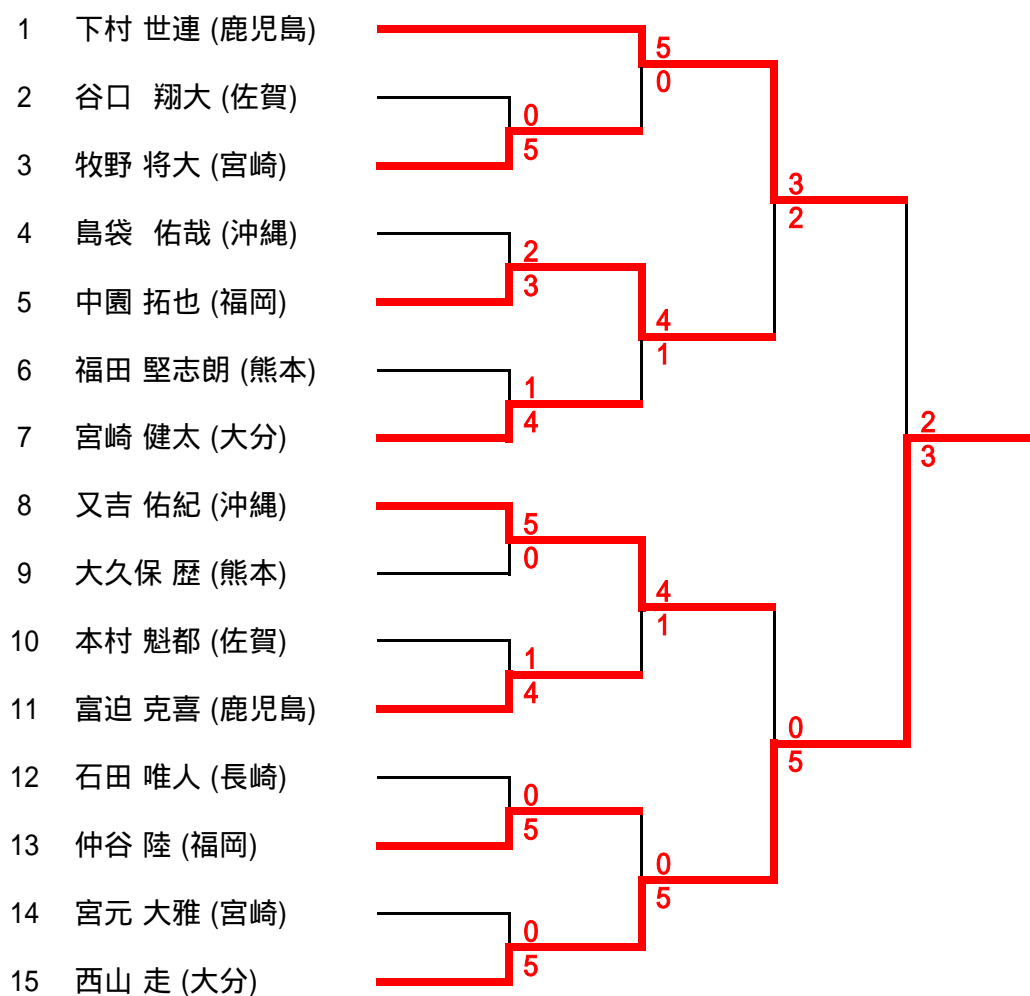 1 下村 世連 (鹿児島)
5
0
2 谷口 翔大 (佐賀)
0
5
3 牧野 将大 (宮崎)
3
2
4 島袋 佑哉 (沖縄)
2
3
5 中園 拓也 (福岡)
4
1
6 福田 堅志朗 (熊本)
1
4
7 宮崎 健太 (大分)
2
3
8 又吉 佑紀 (沖縄)
5
0
9 大久保 歴 (熊本)
4
1
10 本村 魁都 (佐賀)
1
4
11 富迫 克喜 (鹿児島)
0
5
12 石田 唯人 (長崎)
0
5
13 仲谷 陸 (福岡)
0
5
14 宮元 大雅 (宮崎)
0
5
15 西山 走 (大分)